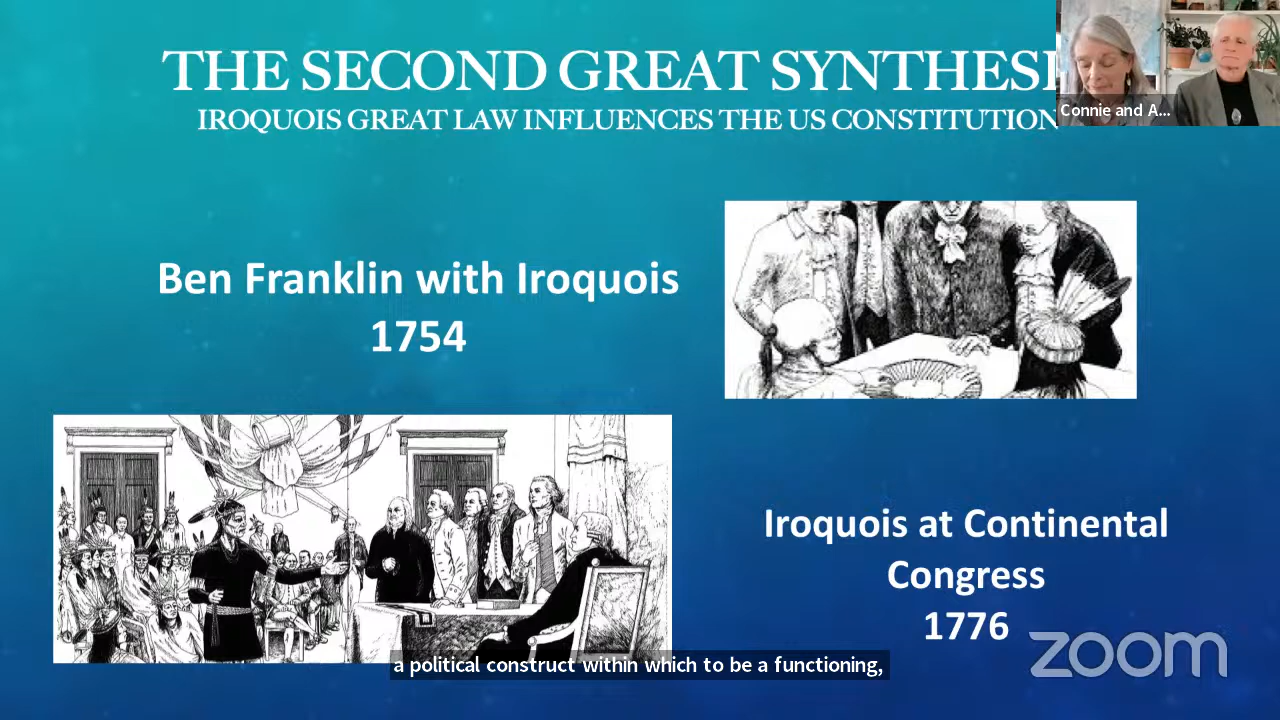 THE SECOND GREAT SYNTHESI
IROQUOIS GREAT LAW INFLUENCES THE US CONSTITUTION
Connie and A...
Ben Franklin with Iroquois
1754
Iroquois at Continental
Congress
1776
zoom
a political construct within which to be a functioning,